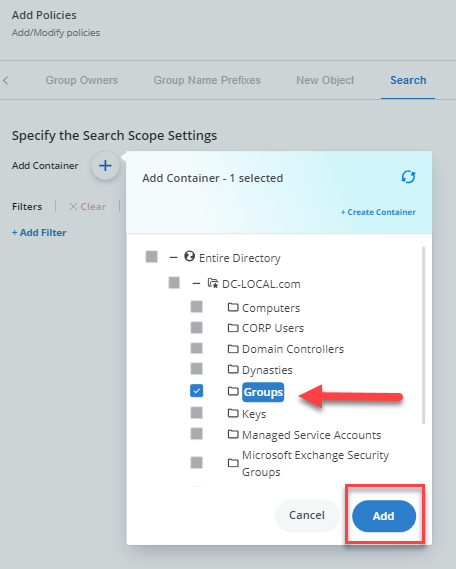 Add Policies
Add/Modify policies
Group Owners
Group Name Prefixes
New Object
Search
Specify the Search Scope Settings
Add Container
Add Container - 1 selected
+ Create Container
Filters
Clear
+ Add Filter
Entire Directory
DC-LOCAL.com
Computers
CORP Users
Domain Controllers
Dynasties
Groups
Keys
Managed Service Accounts
Microsoft Exchange Security
Groups
Cancel
Add